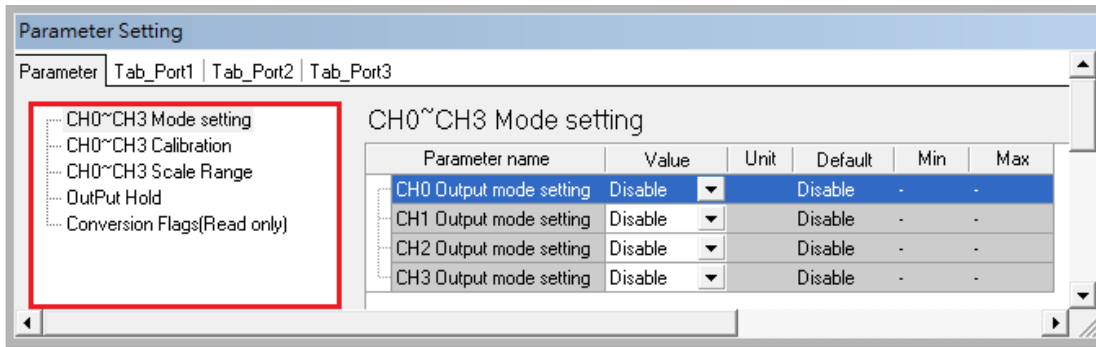 Parameter Setting
Parameter Tab_Port1 Tab_Port2 Tab_Port3
CH0~CH3 Mode setting
CH0~CH3 Calibration
CH0~CH3 Scale Range
OutPut Hold
Conversion Flags(Read only)
CH0~CH3 Mode setting
Parameter name Value Unit Default Min Max
CH0 Output mode setting Disable Disable - -
CH1 Output mode setting Disable Disable - -
CH2 Output mode setting Disable Disable - -
CH3 Output mode setting Disable Disable - -